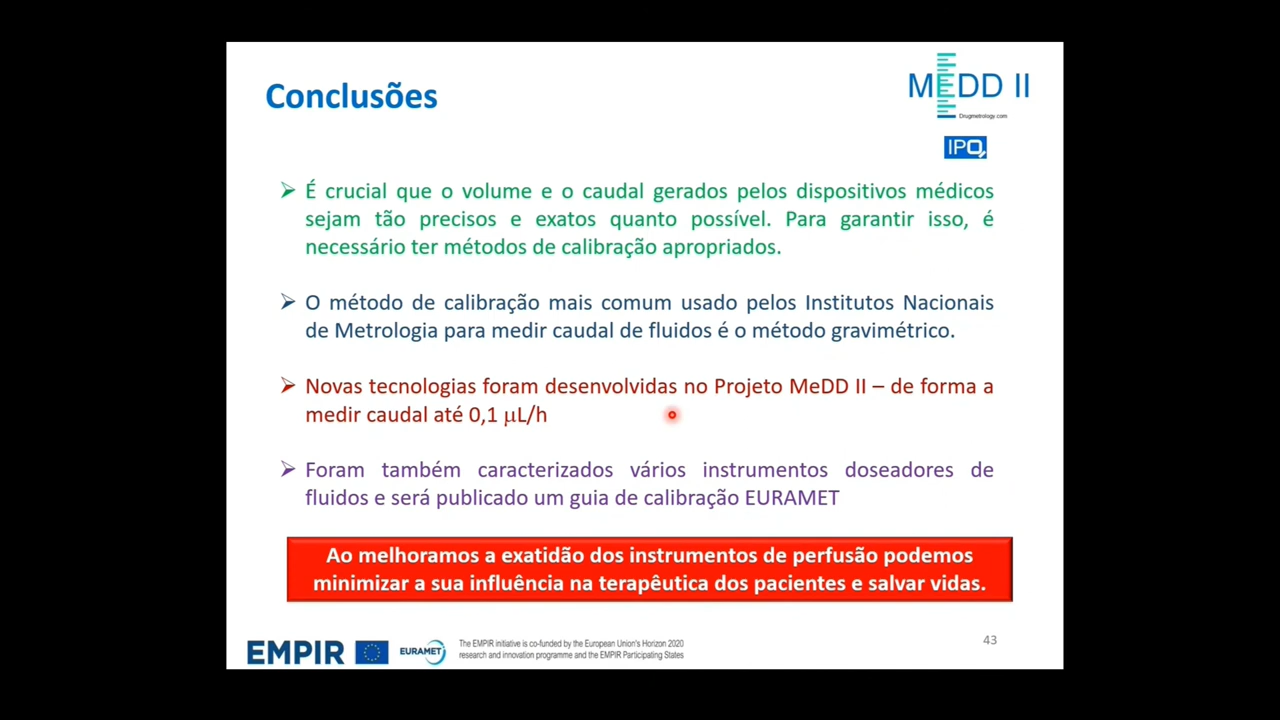 Conclusões
MEDD II
Drugmetrology.com
IPQ
É crucial que o volume e o caudal gerados pelos dispositivos médicos
sejam tão precisos e exatos quanto possível. Para garantir isso, é
necessário ter métodos de calibração apropriados.
O método de calibração mais comum usado pelos Institutos Nacionais
de Metrologia para medir caudal de fluidos é o método gravimétrico.
Novas tecnologias foram desenvolvidas no Projeto MeDD II – de forma a
medir caudal até 0,1 µL/h
Foram também caracterizados vários instrumentos doseadores de
fluidos e será publicado um guia de calibração EURAMET
Ao melhoramos a exatidão dos instrumentos de perfusão podemos
minimizar a sua influência na terapêutica dos pacientes e salvar vidas.
EMPIR
EURAMET
The EMPIR initiative is co-funded by the European Union's Horizon 2020
research and innovation programme and the EMPIR Participating States
43